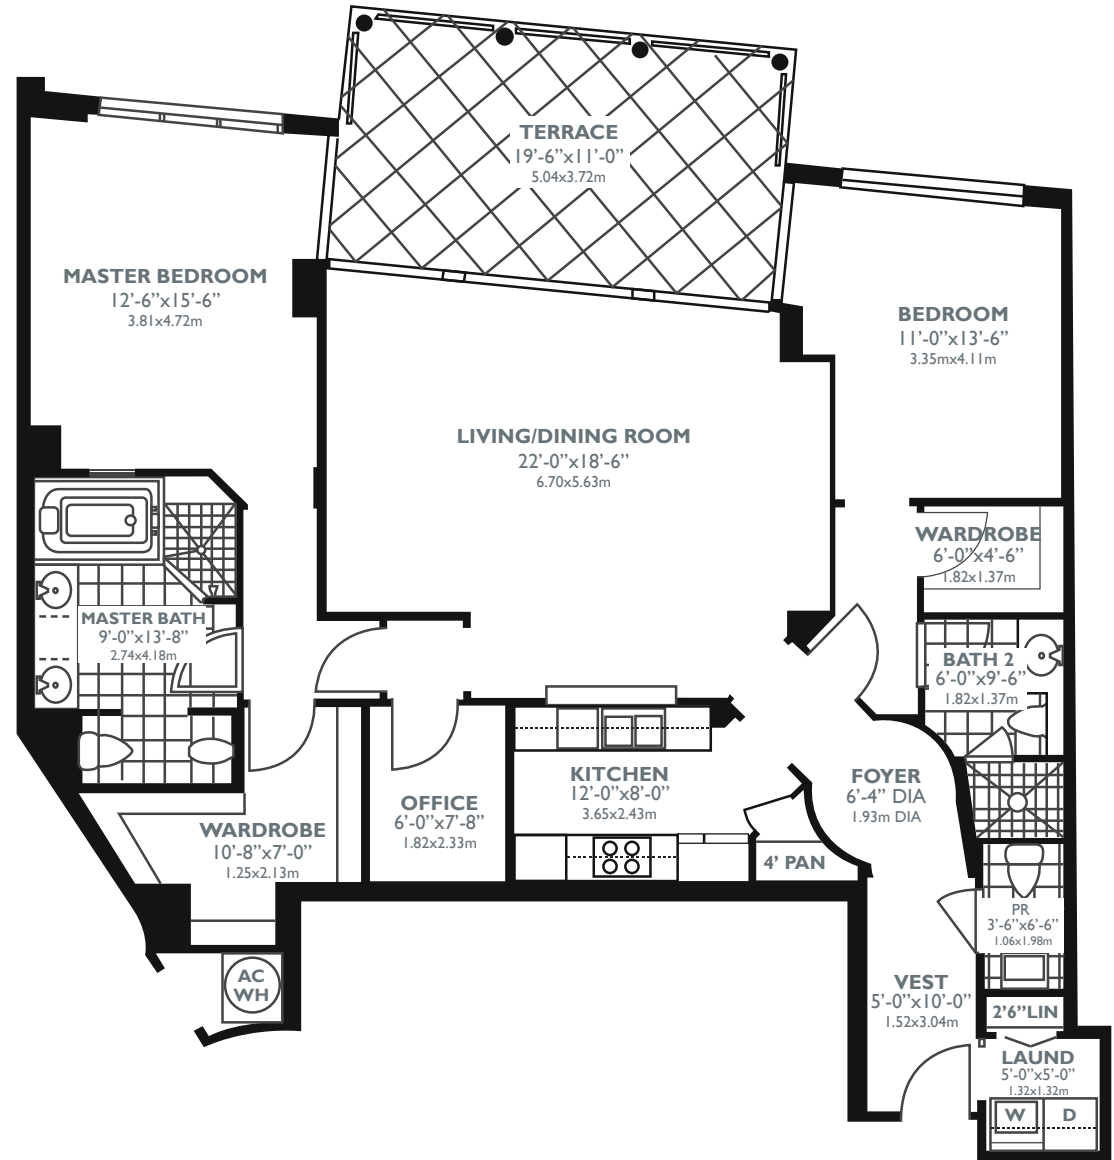 TERRACE
19'-6"x11'-0"
5.04x3.72m
MASTER BEDROOM
12'-6"x15'-6"
3.81x4.72m
BEDROOM
11'-0"x13'-6"
3.35mx4.11m
LIVING/DINING ROOM
22'-0"x18'-6"
6.70x5.63m
WARDROBE
6'-0"x4'-6"
1.82x1.37m
MASTER BATH
9'-0"x13'-8"
2.74x4.18m
BATH 2
6'-0"x9'-6"
1.82x1.37m
KITCHEN
12'-0"x8'-0"
3.65x2.43m
FOYER
6'-4" DIA
1.93m DIA
OFFICE
6'-0"x7'-8"
1.82x2.33m
WARDROBE
10'-8"x7'-0"
1.25x2.13m
4' PAN
PR
3'-6"x6'-6"
1.06x1.98m
AC
WH
VEST
5'-0"x10'-0"
1.52x3.04m
2'6"LIN
LAUND
5'-0"x5'-0"
1.32x1.32m
W
D